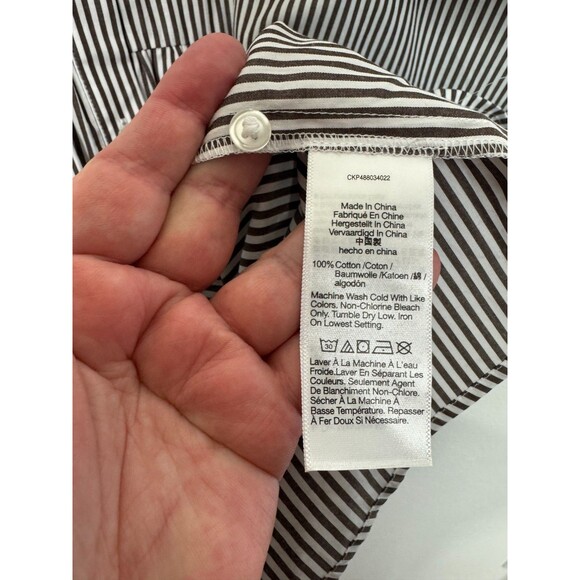 CKP488034022
Made In China
Fabriqué En Chine
Hergestellt In China
Vervaardigd In China
中国製
hecho en china
100% Cotton /Coton /
Baumwolle /Katoen /綿 /
algodón
Machine Wash Cold With Like
Colors. Non-Chlorine Bleach
Only. Tumble Dry Low. Iron
On Lowest Setting.
30
Laver À La Machine À L'eau
Froide.Laver En Séparant Les
Couleurs. Seulement Agent
De Blanchiment Non Chloré.
Sécher À La Machine À
Basse Température. Repasser
À Fer Doux Si Nécessaire.